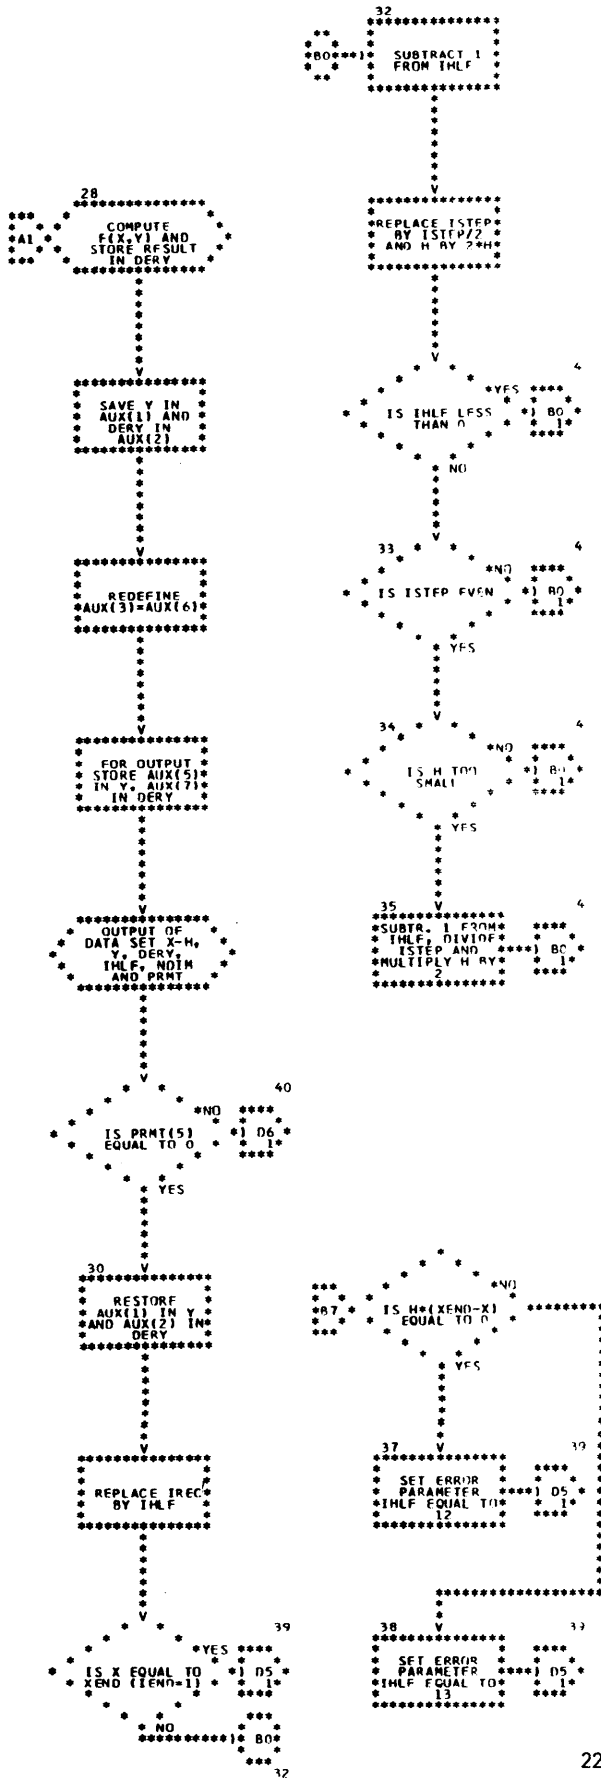 28
A1
COMPUTE
F(X,Y) AND
STORE RESULT
IN DERY
SAVE Y IN
AUX(1) AND
DERY IN
AUX(2)
REDEFINE
AUX(3)=AUX(6)
FOR OUTPUT
STORE AUX(5)
IN Y, AUX(7)
IN DERY
OUTPUT OF
DATA SET X-H,
Y, DERY,
IHLF, NDIM
AND PRMT
40
NO
IS PRMT(5)
EQUAL TO 0
D6
1
YES
30
RESTORE
AUX(1) IN Y
AND AUX(2) IN
DERY
REPLACE IREC
BY IHLF
39
YES
IS X EQUAL TO
XEND (IEND=1)
D5
1
NO
B0
32
32
B0
SUBTRACT 1
FROM IHLF
REPLACE ISTEP
BY ISTEP/2
AND H BY 2*H
4
YES
IS IHLF LESS
THAN 0
B0
1
NO
33
4
NO
IS ISTEP EVEN
B0
1
YES
34
4
NO
IS H TOO
SMALL
B0
1
YES
35
4
SUBTR. 1 FROM
IHLF, DIVIDE
ISTEP AND
MULTIPLY H BY
2
B0
1
NO
B7
IS H*(XEND-X)
EQUAL TO 0
YES
37
39
SET ERROR
PARAMETER
IHLF EQUAL TO
12
D5
1
38
39
SET ERROR
PARAMETER
IHLF EQUAL TO
13
D5
1
22